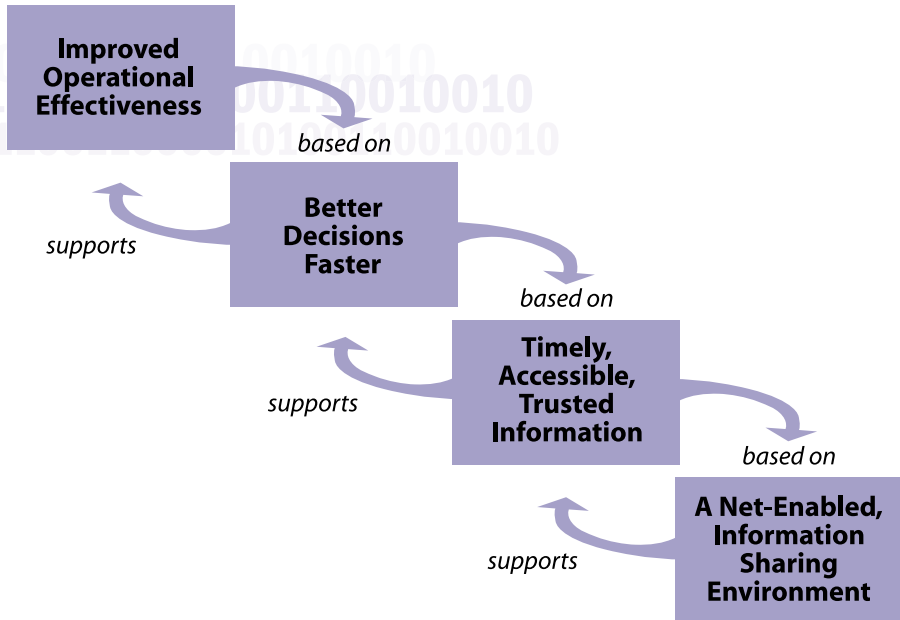 Improved
Operational
Effectiveness
based on
supports
Better
Decisions
Faster
based on
supports
Timely,
Accessible,
Trusted
Information
based on
supports
A Net-Enabled,
Information
Sharing
Environment